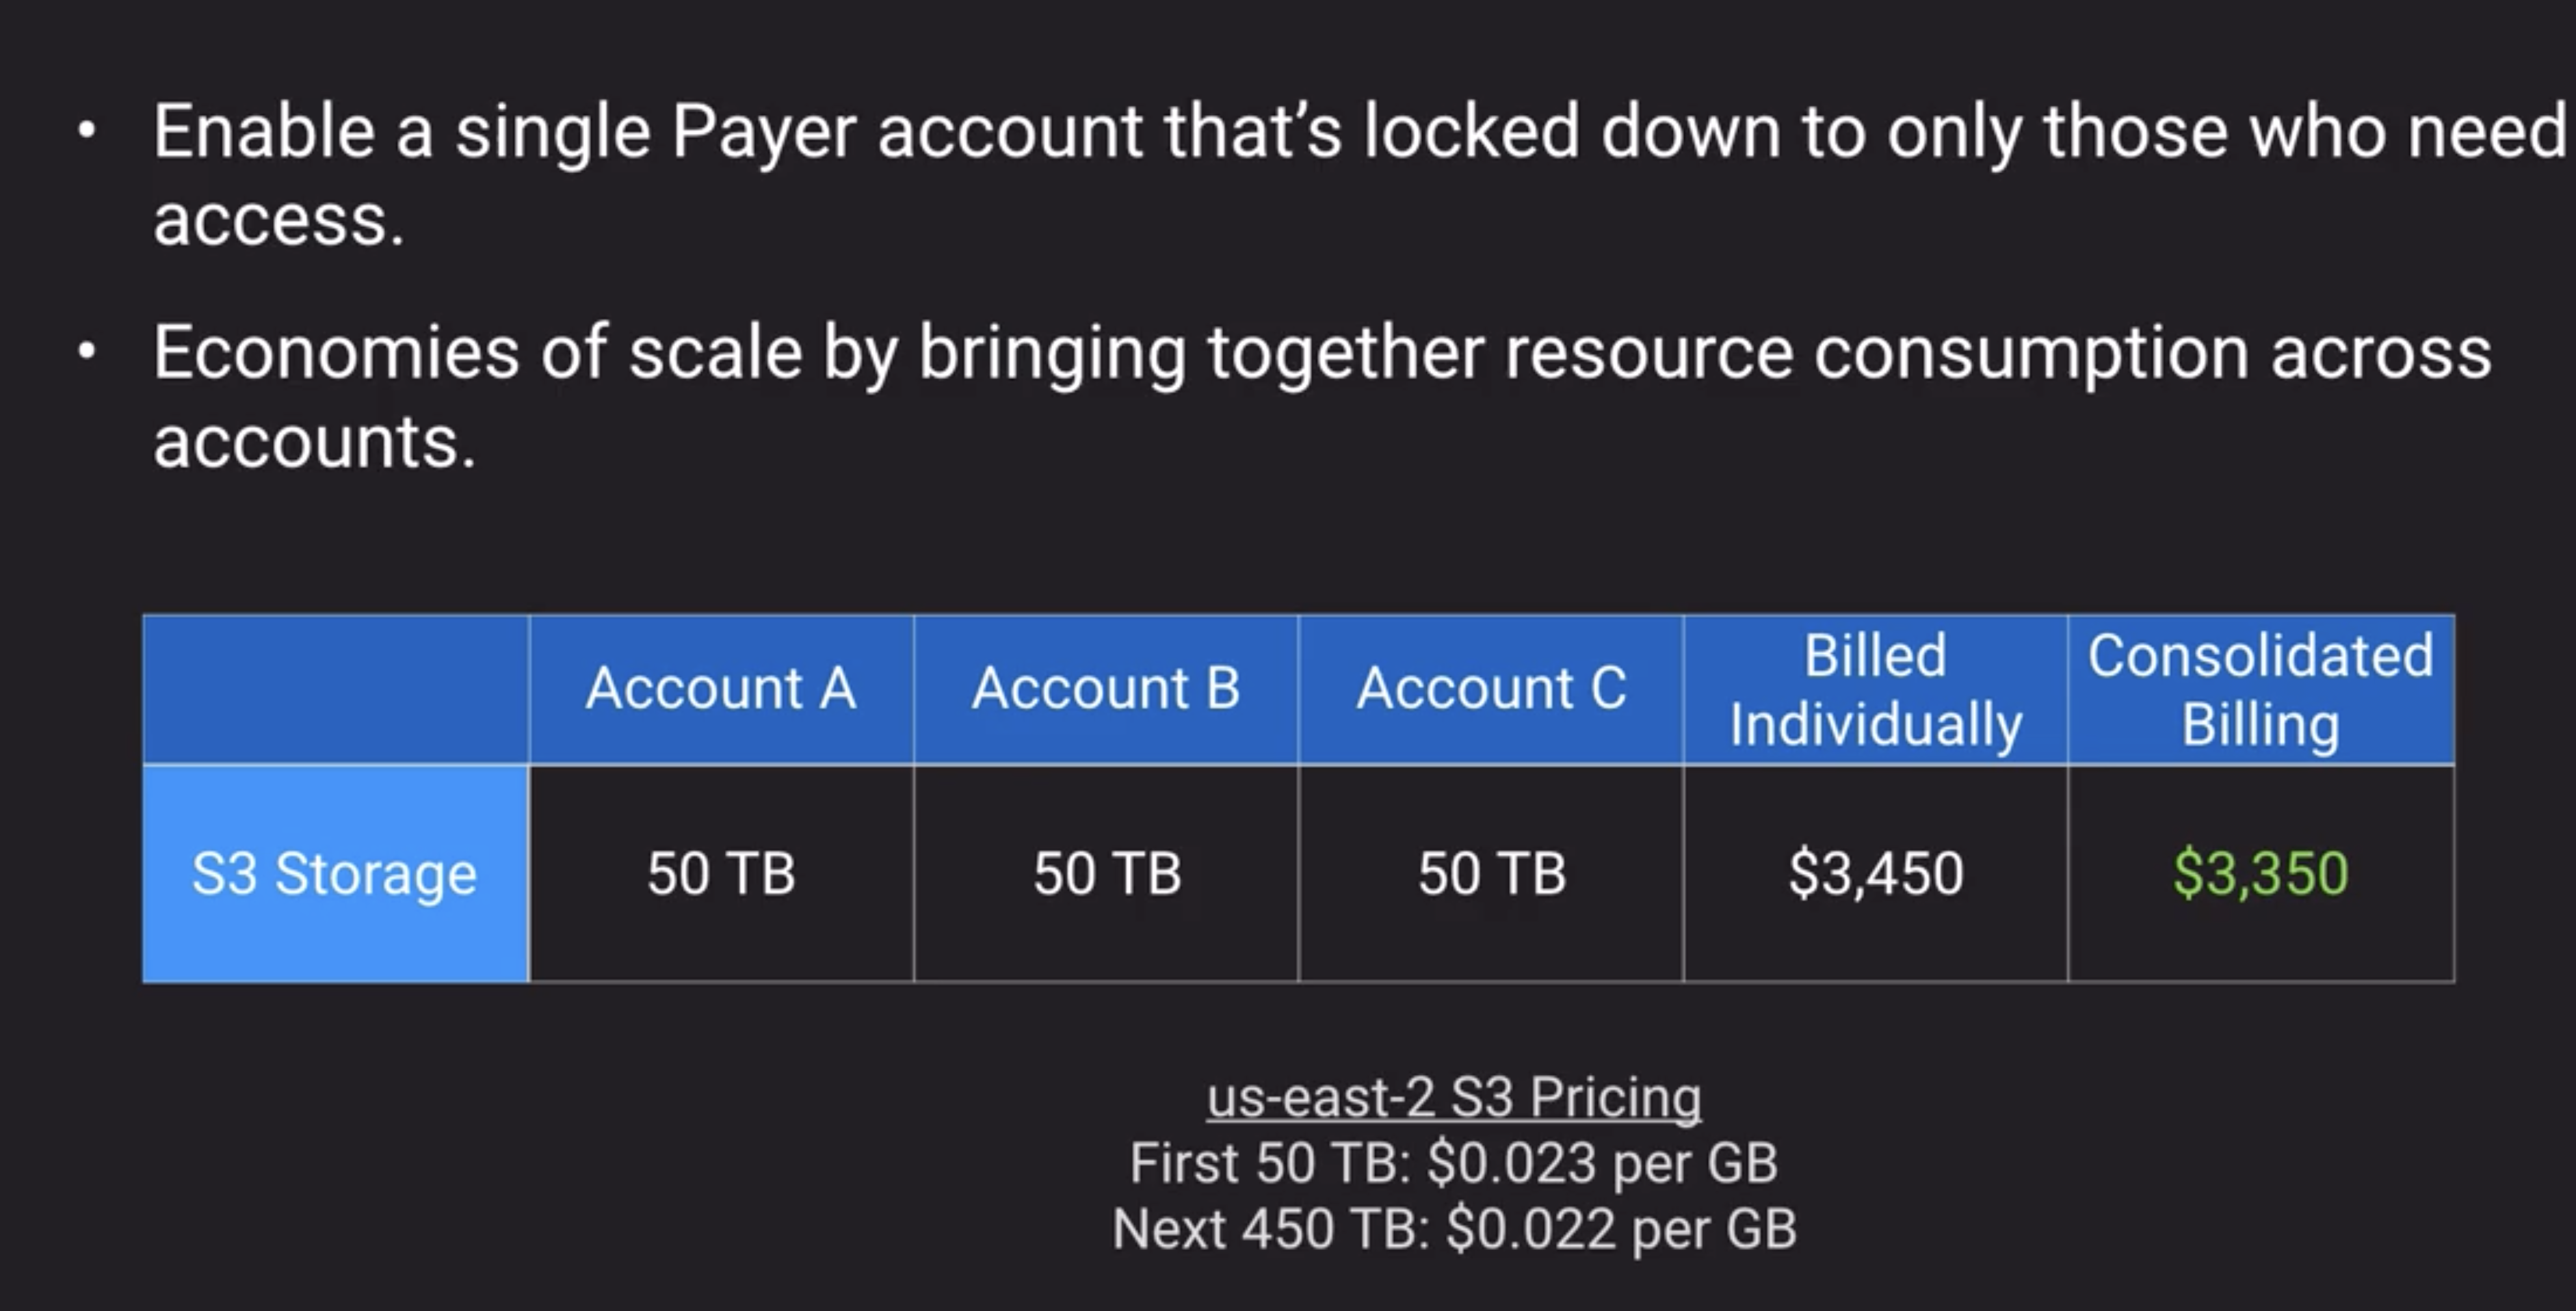 • Enable a single Payer account that’s locked down to only those who need
access.
• Economies of scale by bringing together resource consumption across
accounts.
Account A
Account B
Account C
Billed
Individually
Consolidated
Billing
S3 Storage
50 TB
50 TB
50 TB
$3,450
$3,350
us-east-2 S3 Pricing
First 50 TB: $0.023 per GB
Next 450 TB: $0.022 per GB